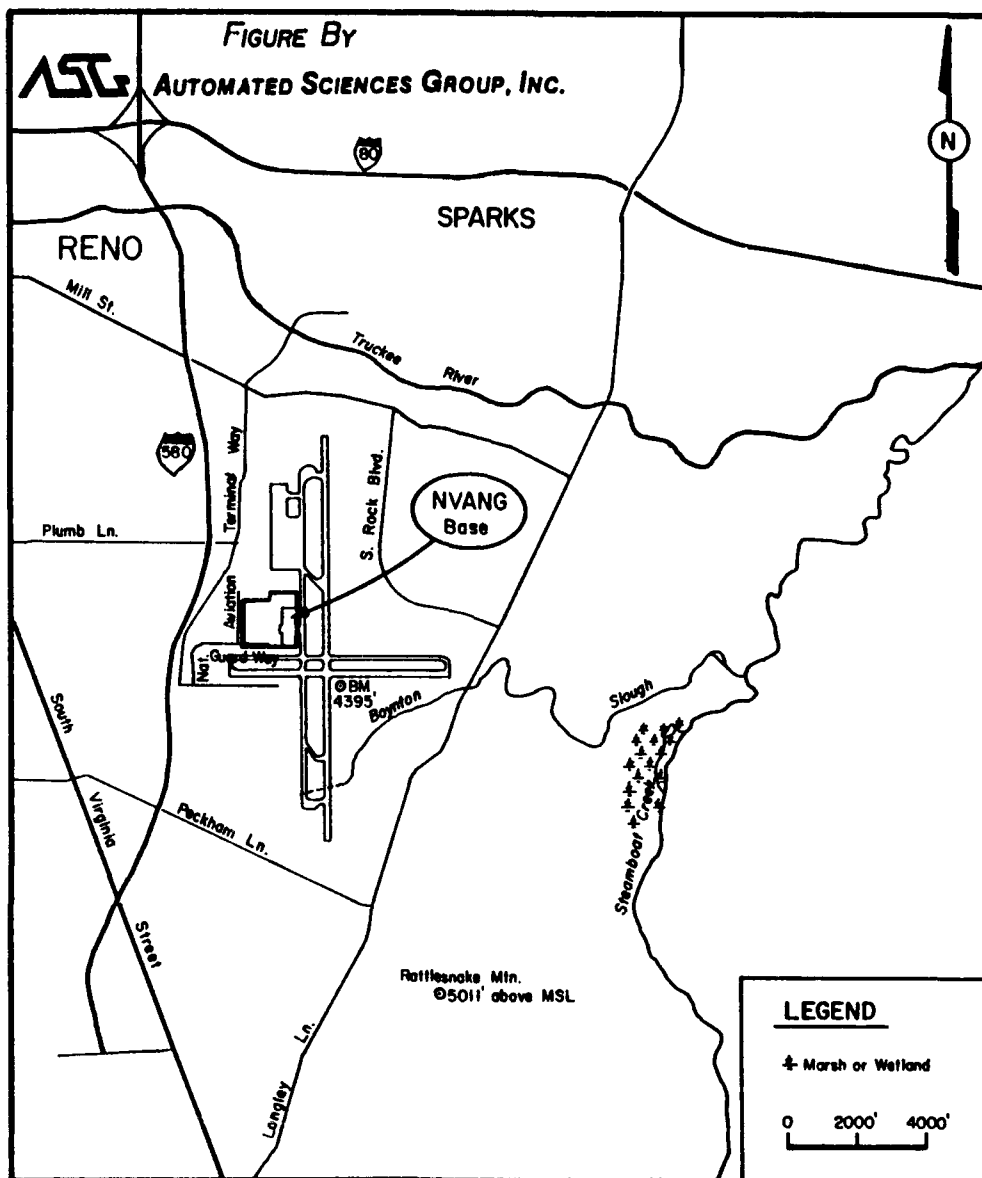 FIGURE BY
ASG
AUTOMATED SCIENCES GROUP, INC.
N
80
SPARKS
RENO
Mill St.
Truckee
River
580
Terminal Way
S. Rock Blvd.
NVANG
Base
Plumb Ln.
Aviation
Nat. Guard Way
BM
4395'
Boynton
Slough
South
Virginia
Street
Peckham Ln.
Steamboat Creek
Rattlesnake Mtn.
5011' above MSL
Longley Ln.
LEGEND
Marsh or Wetland
0 2000' 4000'